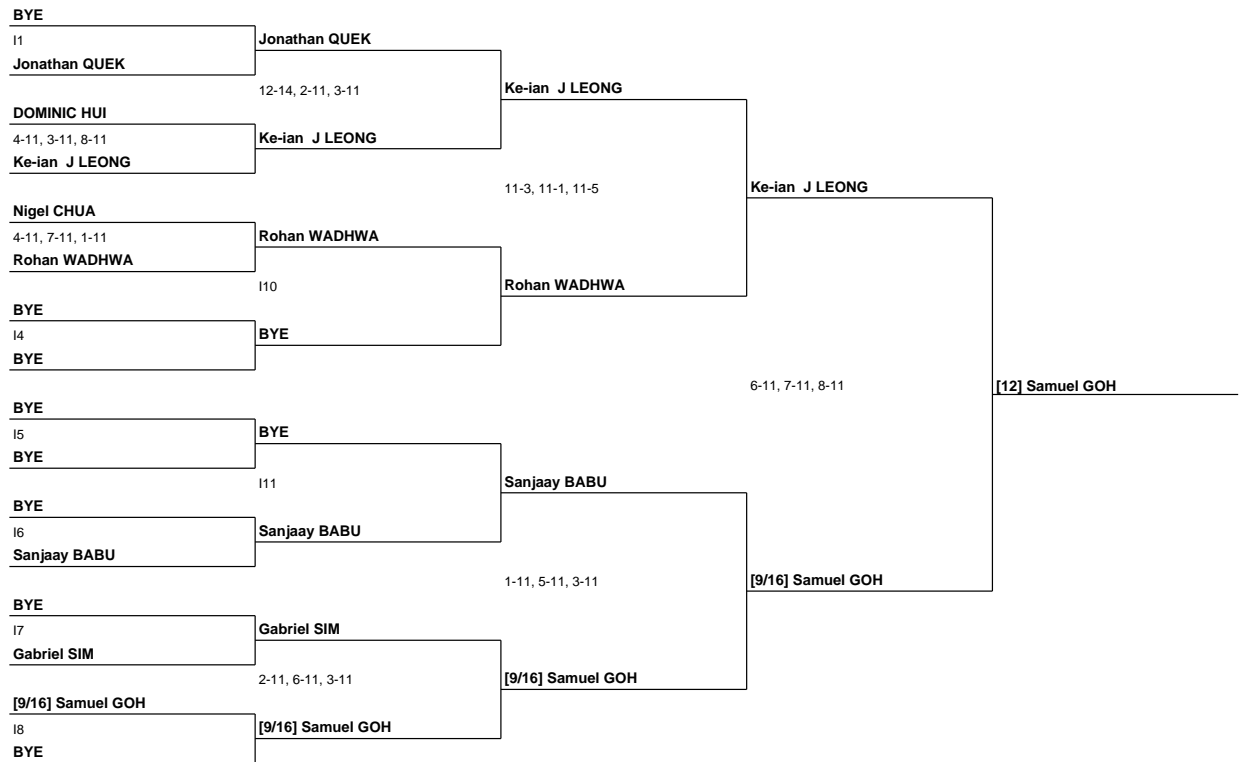 BYE
I1
Jonathan QUEK
Jonathan QUEK
12-14, 2-11, 3-11
Ke-ian J LEONG
DOMINIC HUI
4-11, 3-11, 8-11
Ke-ian J LEONG
Ke-ian J LEONG
11-3, 11-1, 11-5
Ke-ian J LEONG
Nigel CHUA
4-11, 7-11, 1-11
Rohan WADHWA
Rohan WADHWA
I10
Rohan WADHWA
BYE
I4
BYE
BYE
6-11, 7-11, 8-11
[12] Samuel GOH
BYE
I5
BYE
BYE
I11
Sanjaay BABU
BYE
I6
Sanjaay BABU
Sanjaay BABU
1-11, 5-11, 3-11
[9/16] Samuel GOH
BYE
I7
Gabriel SIM
Gabriel SIM
2-11, 6-11, 3-11
[9/16] Samuel GOH
[9/16] Samuel GOH
I8
BYE
[9/16] Samuel GOH